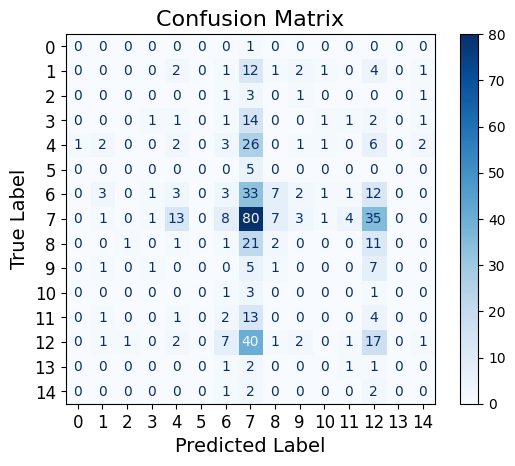 Confusion Matrix
True Label
0 0 0 0 0 0 0 0 1 0 0 0 0 0 0 0
1 0 0 0 0 2 0 1 12 1 2 1 0 4 0 1
2 0 0 0 0 0 0 1 3 0 1 0 0 0 0 1
3 0 0 0 1 1 0 1 14 0 0 1 1 2 0 1
4 1 2 0 0 2 0 3 26 0 1 1 0 6 0 2
5 0 0 0 0 0 0 0 5 0 0 0 0 0 0 0
6 0 3 0 1 3 0 3 33 7 2 1 1 12 0 0
7 0 1 0 1 13 0 8 80 7 3 1 4 35 0 0
8 0 0 1 0 1 0 1 21 2 0 0 0 11 0 0
9 0 1 0 1 0 0 0 5 1 0 0 0 7 0 0
10 0 0 0 0 0 0 1 3 0 0 0 0 1 0 0
11 0 1 0 0 1 0 2 13 0 0 0 0 4 0 0
12 0 1 1 0 2 0 7 40 1 2 0 1 17 0 1
13 0 0 0 0 0 0 1 2 0 0 0 1 1 0 0
14 0 0 0 0 0 0 1 2 0 0 0 0 2 0 0
0 1 2 3 4 5 6 7 8 9 10 11 12 13 14
Predicted Label
80
70
60
50
40
30
20
10
0